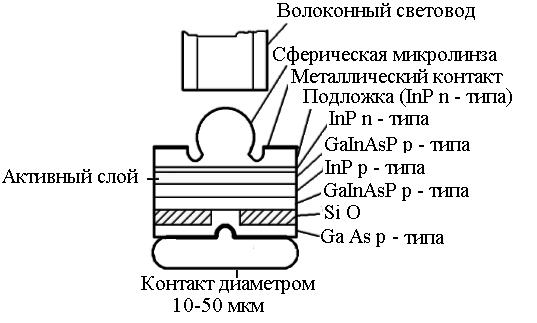 Волоконный световод
Сферическая микролинза
Металлический контакт
Подложка (InP n - типа)
InP n - типа
GaInAsP p - типа
Активный слой
InP p - типа
GaInAsP p - типа
Si O
Ga As p - типа
Контакт диаметром
10-50 мкм